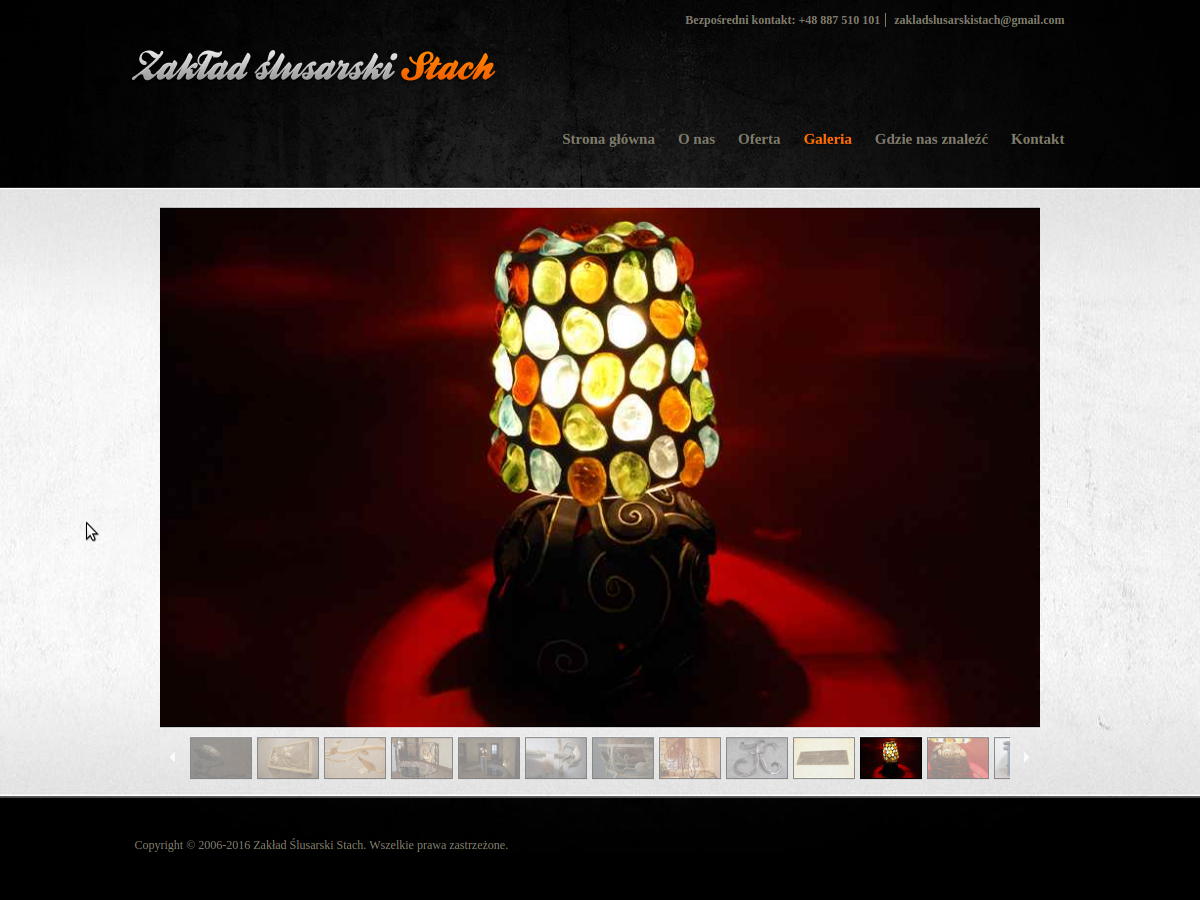 Bezpośredni kontakt: +48 887 510 101 | zakladslusarskistach@gmail.com
Zakład ślusarski Stach
Strona główna O nas Oferta Galeria Gdzie nas znaleźć Kontakt
Copyright © 2006-2016 Zakład Ślusarski Stach. Wszelkie prawa zastrzeżone.